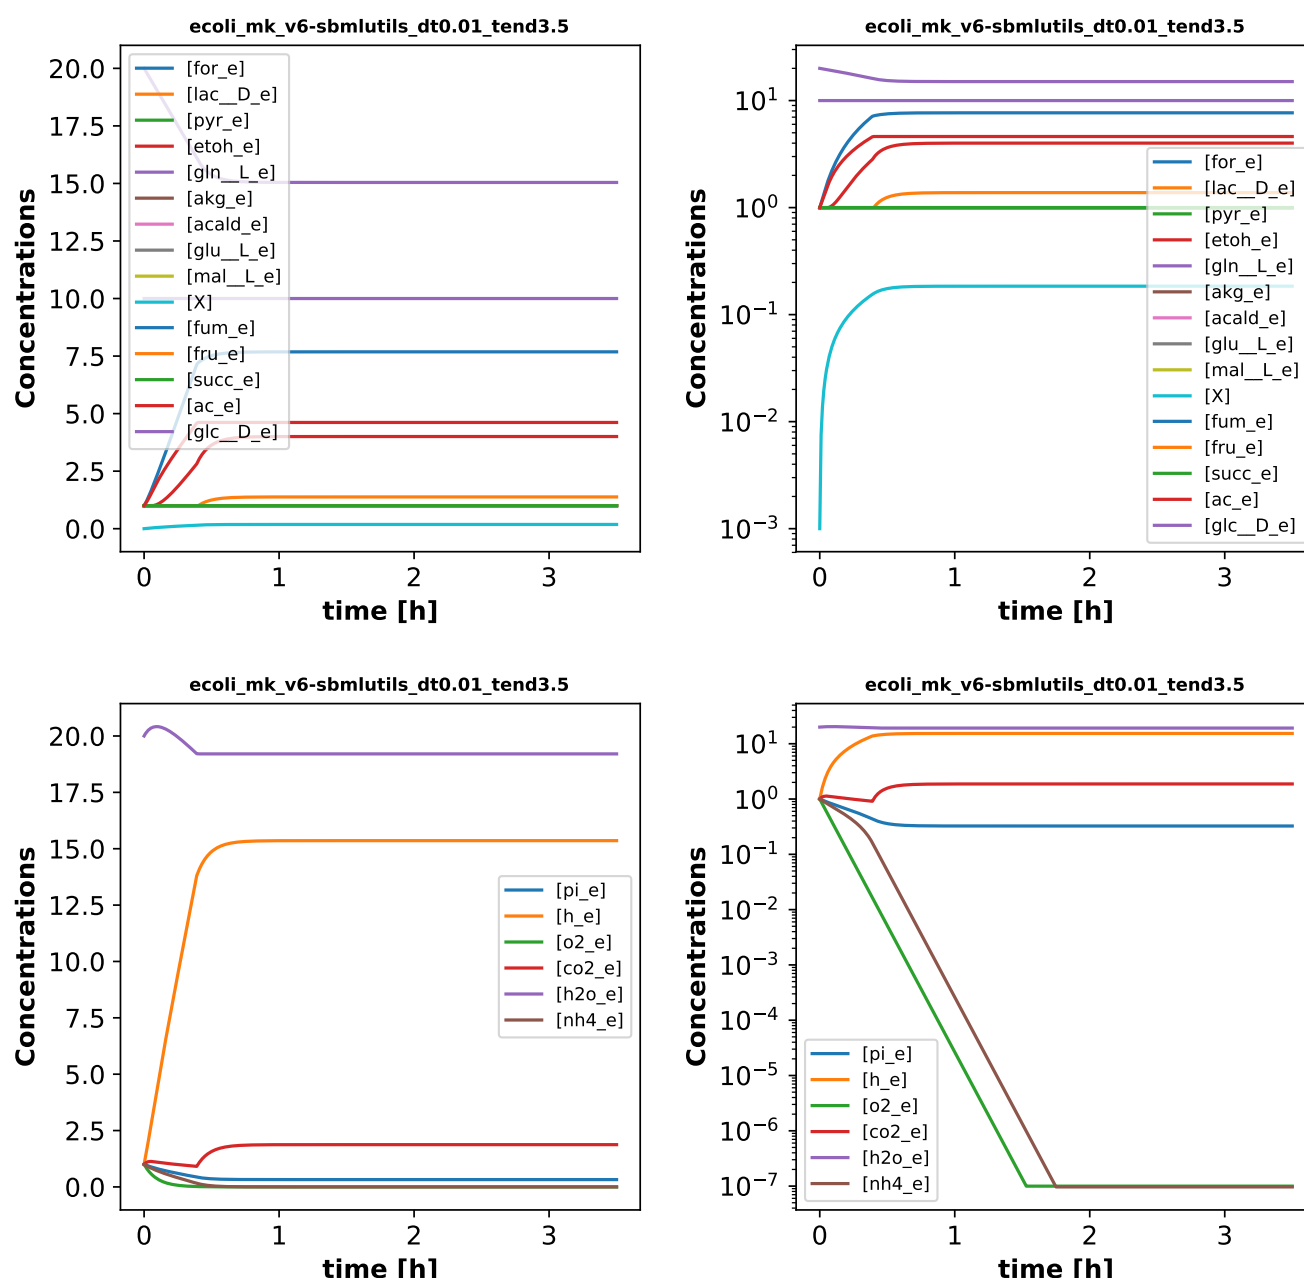 ecoli_mk_v6-sbmlutils_dt0.01_tend3.5
Concentrations
20.0
17.5
15.0
12.5
10.0
7.5
5.0
2.5
0.0
[for_e]
[lac__D_e]
[pyr_e]
[etoh_e]
[gln__L_e]
[akg_e]
[acald_e]
[glu__L_e]
[mal__L_e]
[X]
[fum_e]
[fru_e]
[succ_e]
[ac_e]
[glc__D_e]
0 1 2 3
time [h]
ecoli_mk_v6-sbmlutils_dt0.01_tend3.5
Concentrations
10^1
10^0
10^-1
10^-2
10^-3
[for_e]
[lac__D_e]
[pyr_e]
[etoh_e]
[gln__L_e]
[akg_e]
[acald_e]
[glu__L_e]
[mal__L_e]
[X]
[fum_e]
[fru_e]
[succ_e]
[ac_e]
[glc__D_e]
0 1 2 3
time [h]
ecoli_mk_v6-sbmlutils_dt0.01_tend3.5
Concentrations
20.0
17.5
15.0
12.5
10.0
7.5
5.0
2.5
0.0
[pi_e]
[h_e]
[o2_e]
[co2_e]
[h2o_e]
[nh4_e]
0 1 2 3
time [h]
ecoli_mk_v6-sbmlutils_dt0.01_tend3.5
Concentrations
10^1
10^0
10^-1
10^-2
10^-3
10^-4
10^-5
10^-6
10^-7
[pi_e]
[h_e]
[o2_e]
[co2_e]
[h2o_e]
[nh4_e]
0 1 2 3
time [h]